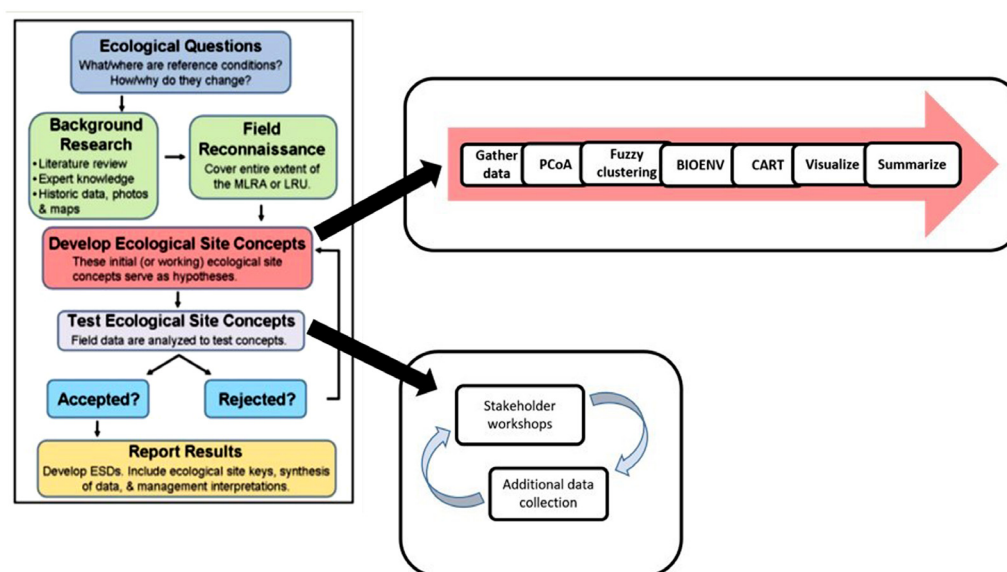 Ecological Questions
What/where are reference conditions?
How/why do they change?
Background
Research
• Literature review
• Expert knowledge
• Historic data, photos
& maps
Field
Reconnaissance
Cover entire extent of
the MLRA or LRU.
Develop Ecological Site Concepts
These initial (or working) ecological site
concepts serve as hypotheses.
Test Ecological Site Concepts
Field data are analyzed to test concepts.
Accepted?
Rejected?
Report Results
Develop ESDs. Include ecological site keys, synthesis
of data, & management interpretations.
Gather
data
PCoA
Fuzzy
clustering
BIOENV
CART
Visualize
Summarize
Stakeholder
workshops
Additional data
collection